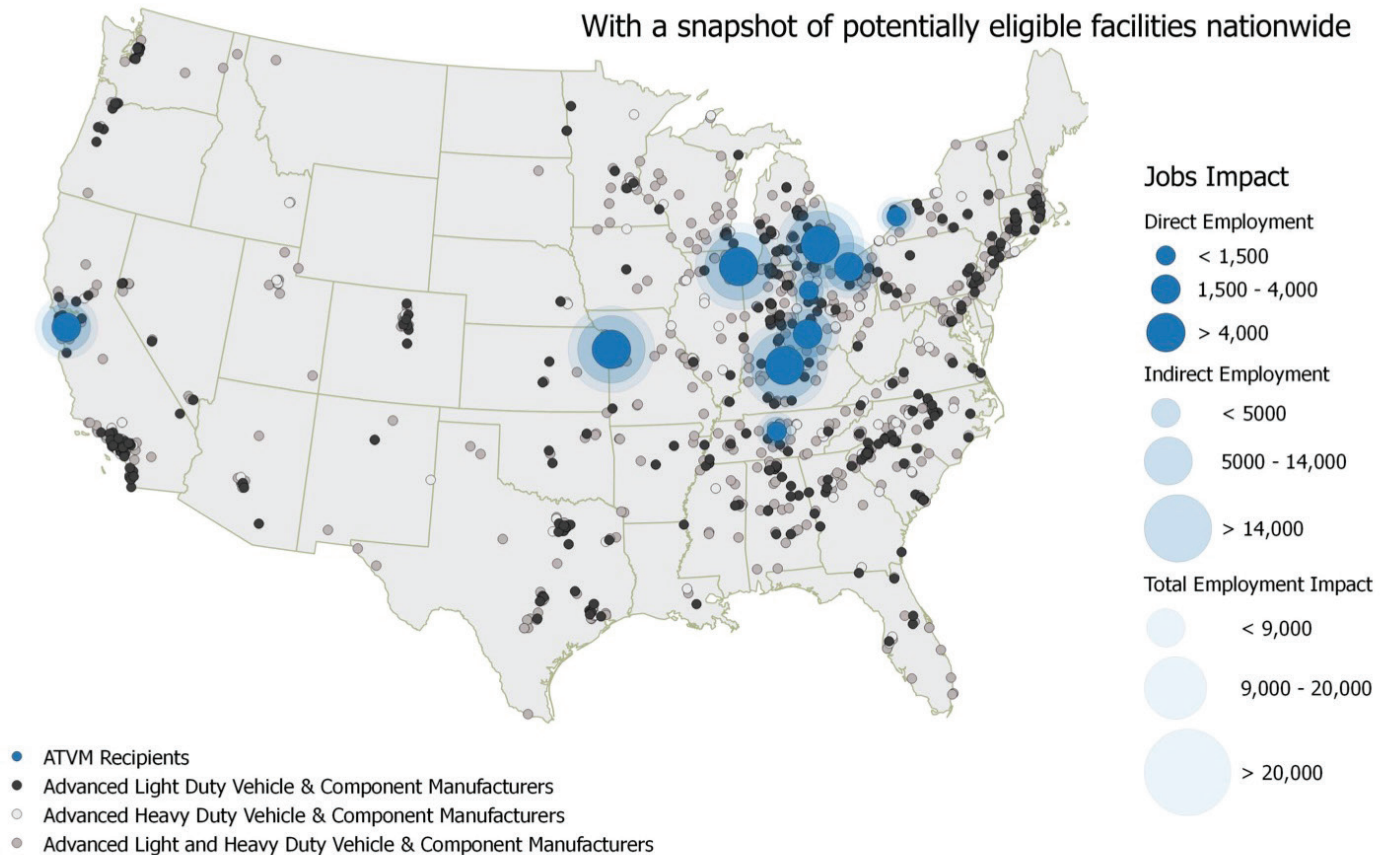 With a snapshot of potentially eligible facilities nationwide
Jobs Impact
Direct Employment
< 1,500
1,500 - 4,000
> 4,000
Indirect Employment
< 5000
5000 - 14,000
> 14,000
Total Employment Impact
< 9,000
9,000 - 20,000
> 20,000
ATVM Recipients
Advanced Light Duty Vehicle & Component Manufacturers
Advanced Heavy Duty Vehicle & Component Manufacturers
Advanced Light and Heavy Duty Vehicle & Component Manufacturers